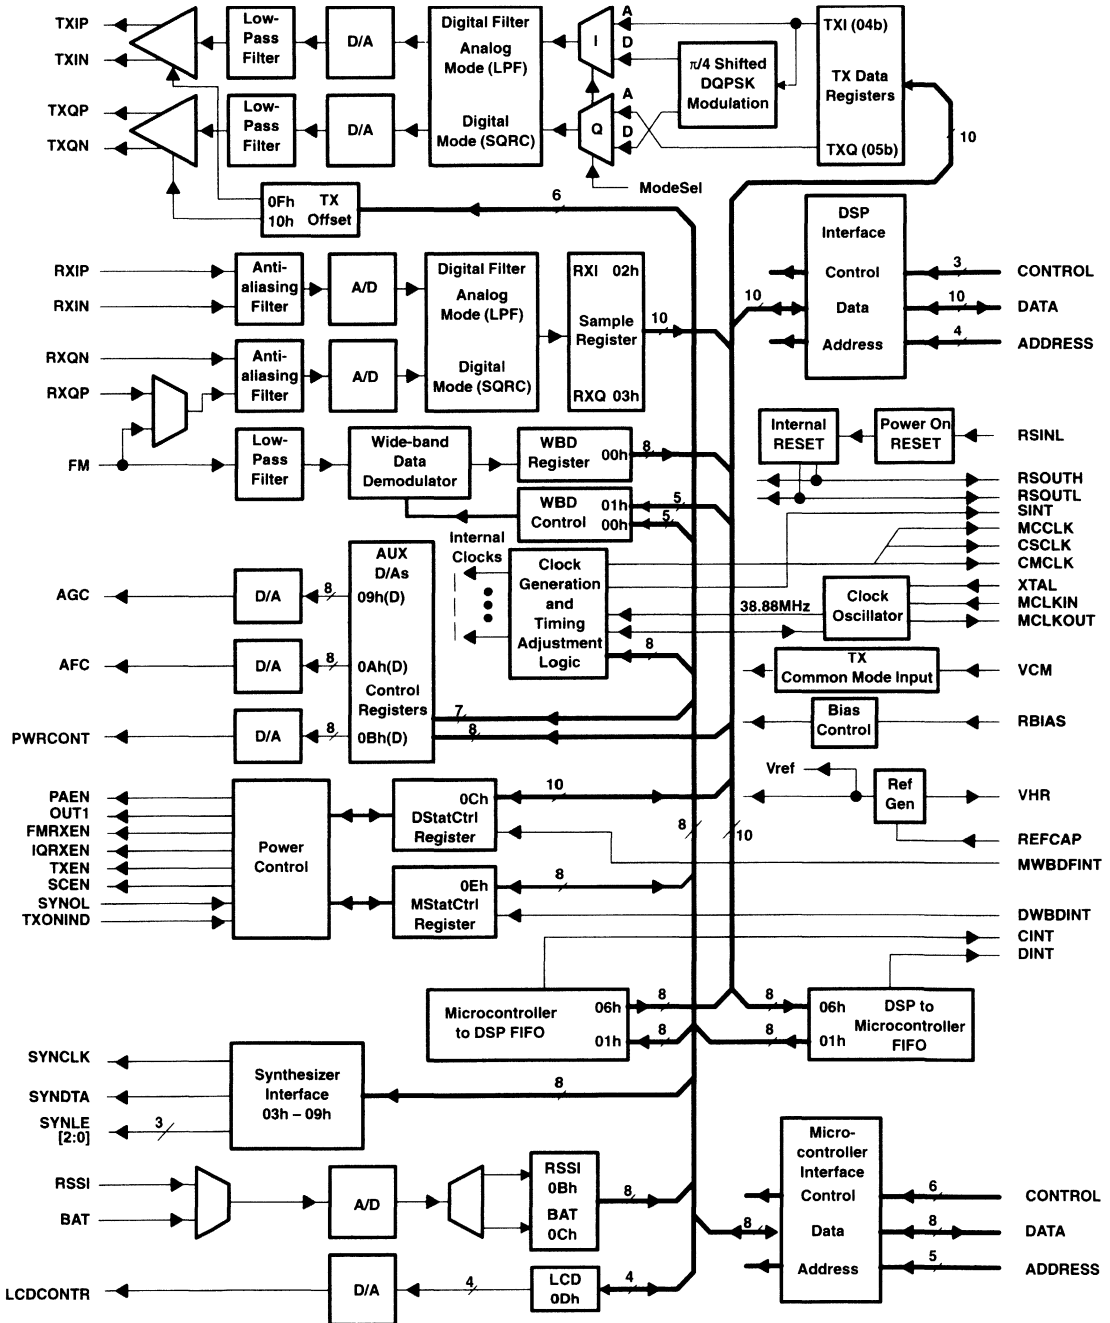 TXIP
TXIN
TXQP
TXQN
Low-
Pass
Filter
D/A
Low-
Pass
Filter
D/A
Digital Filter
Analog
Mode (LPF)
Digital
Mode (SQRC)
I
A
D
Q
A
D
π/4 Shifted
DQPSK
Modulation
TXI (04b)
TX Data
Registers
TXQ (05b)
10
ModeSel
0Fh
10h
TX
Offset
6
DSP
Interface
Control
Data
Address
10
3
10
4
CONTROL
DATA
ADDRESS
RXIP
RXIN
RXQN
RXQP
FM
Anti-
aliasing
Filter
A/D
Anti-
aliasing
Filter
A/D
Digital Filter
Analog
Mode (LPF)
Digital
Mode (SQRC)
RXI 02h
Sample
Register
RXQ 03h
10
Low-
Pass
Filter
Wide-band
Data
Demodulator
WBD
Register
00h
8
WBD
Control
01h
00h
5
5
Internal
RESET
Power On
RESET
RSINL
RSOUTH
RSOUTL
SINT
MCCLK
CSCLK
CMCLK
XTAL
MCLKIN
MCLKOUT
Internal
Clocks
Clock
Generation
and
Timing
Adjustment
Logic
38.88MHz
8
Clock
Oscillator
TX
Common Mode Input
VCM
Bias
Control
RBIAS
AGC
AFC
PWRCONT
D/A
D/A
D/A
8
8
8
AUX
D/As
09h(D)
0Ah(D)
Control
Registers
0Bh(D)
7
8
Vref
Ref
Gen
VHR
REFCAP
PAEN
OUT1
FMRXEN
IQRXEN
TXEN
SCEN
SYNOL
TXONIND
Power
Control
0Ch
DStatCtrl
Register
10
8
10
MWBDFINT
0Eh
MStatCtrl
Register
8
DWBDINT
CINT
DINT
Microcontroller
to DSP FIFO
06h
01h
8
8
8
8
06h
01h
DSP to
Microcontroller
FIFO
SYNCLK
SYNDTA
SYNLE
[2:0]
3
Synthesizer
Interface
03h – 09h
8
RSSI
BAT
A/D
RSSI
0Bh
BAT
0Ch
8
LCDCONTR
D/A
4
LCD
0Dh
4
Micro-
controller
Interface
Control
Data
Address
8
6
8
5
CONTROL
DATA
ADDRESS